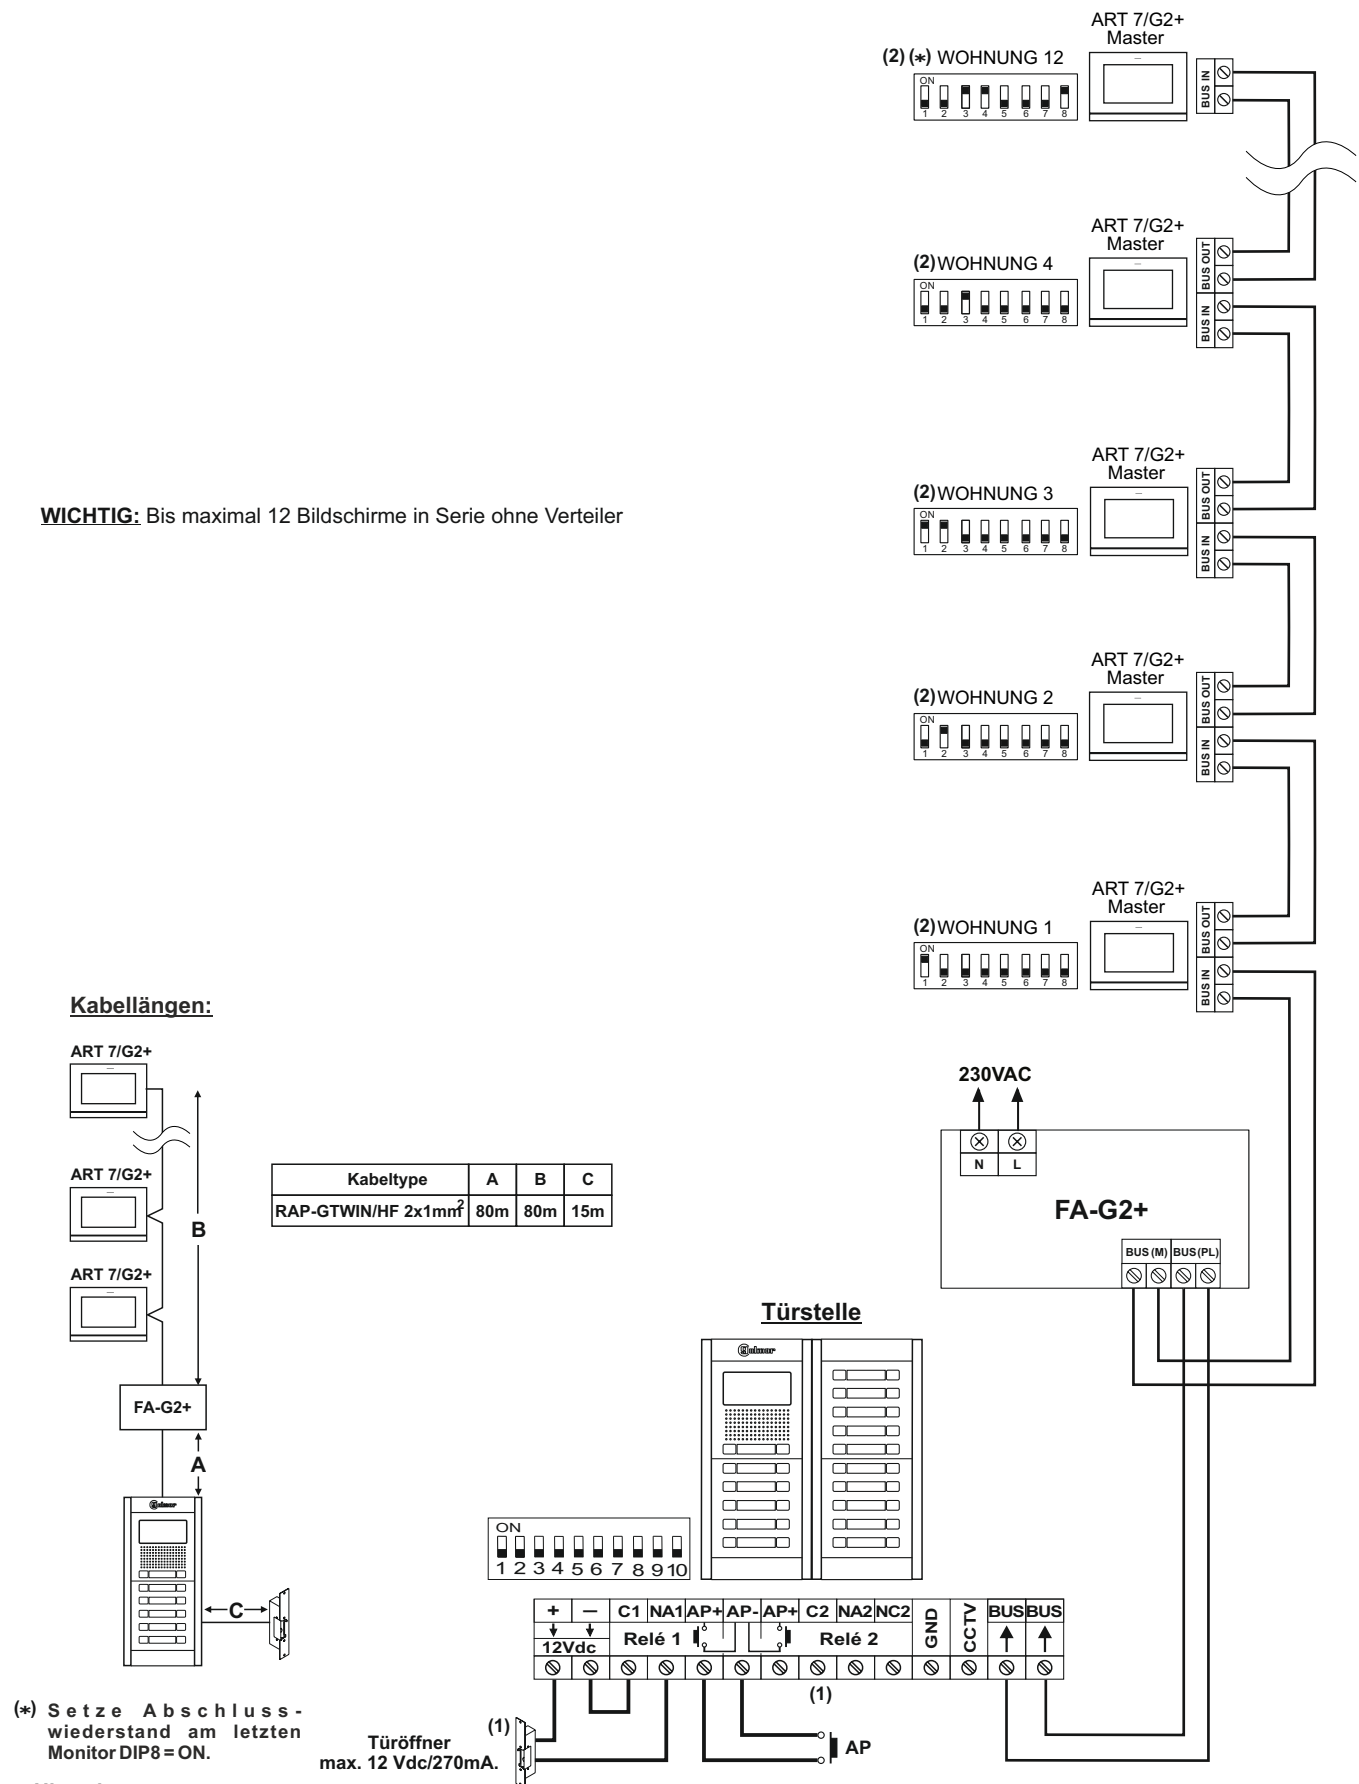 ART 7/G2+
Master
(2) (*) WOHNUNG 12
ON
1 2 3 4 5 6 7 8
BUS IN
ART 7/G2+
Master
(2) WOHNUNG 4
ON
1 2 3 4 5 6 7 8
BUS OUT
BUS IN
ART 7/G2+
Master
(2) WOHNUNG 3
ON
1 2 3 4 5 6 7 8
BUS OUT
BUS IN
WICHTIG: Bis maximal 12 Bildschirme in Serie ohne Verteiler
ART 7/G2+
Master
(2) WOHNUNG 2
ON
1 2 3 4 5 6 7 8
BUS OUT
BUS IN
ART 7/G2+
Master
(2) WOHNUNG 1
ON
1 2 3 4 5 6 7 8
BUS OUT
BUS IN
Kabellängen:
ART 7/G2+
ART 7/G2+
ART 7/G2+
B
FA-G2+
A
Golmar
C
Kabeltype A B C
RAP-GTWIN/HF 2x1mm² 80m 80m 15m
230VAC
N L
FA-G2+
BUS (M) BUS (PL)
Türstelle
Golmar
ON
1 2 3 4 5 6 7 8 9 10
+ – C1 NA1 AP+ AP- AP+ C2 NA2 NC2 GND CCTV BUS BUS
12Vdc Relé 1 Relé 2
(1)
(1)
Türöffner
max. 12 Vdc/270mA.
AP
(*) Setze Abschluss-
wiederstand am letzten
Monitor DIP8 = ON.